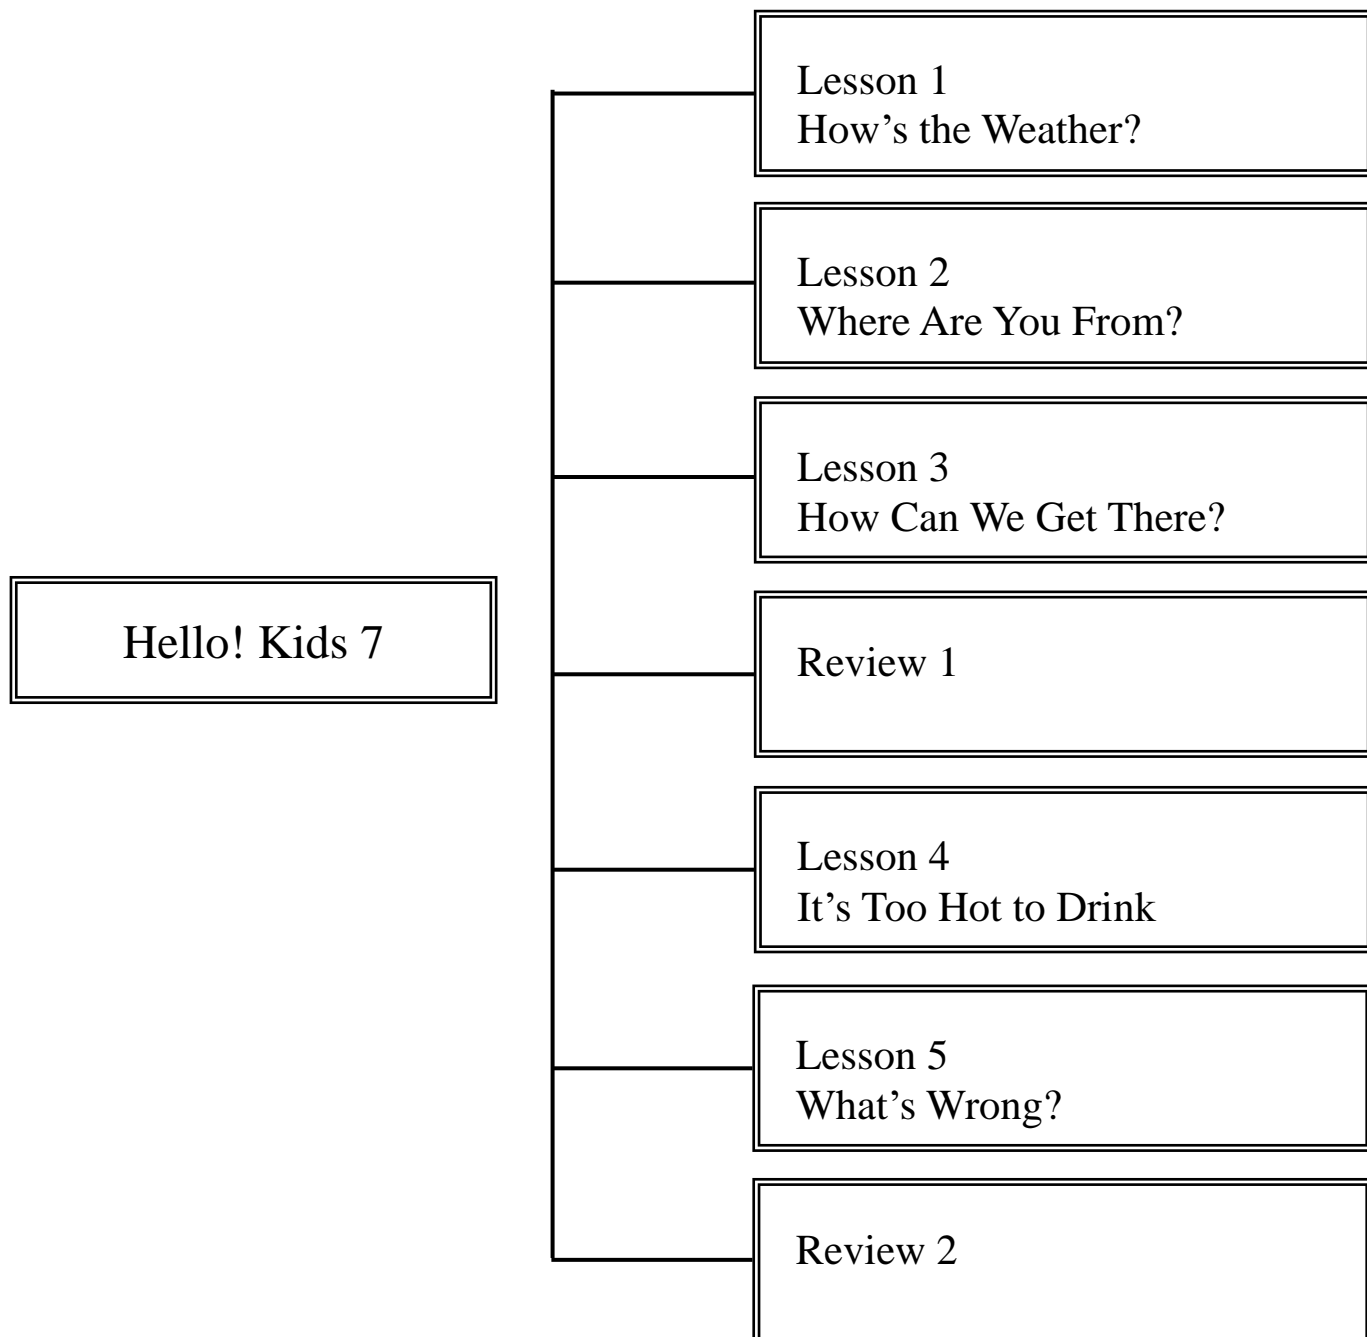 Lesson 1
How’s the Weather?
Lesson 2
Where Are You From?
Lesson 3
How Can We Get There?
Hello! Kids 7
Review 1
Lesson 4
It’s Too Hot to Drink
Lesson 5
What’s Wrong?
Review 2